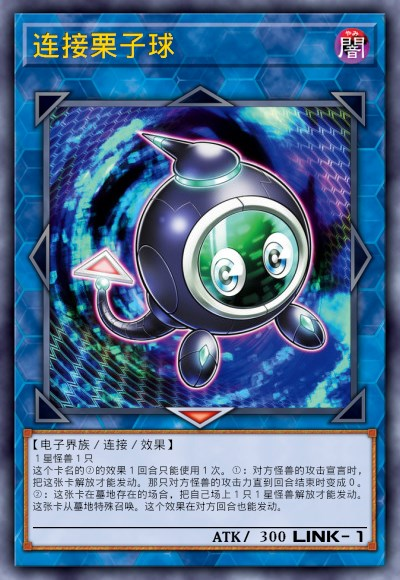 连接栗子球
やみ
闇
【电子界族／连接／效果】
1星怪兽1只
这个卡名的②的效果1回合只能使用1次。①：对方怪兽的攻击宣言时，
把这张卡解放才能发动。那只对方怪兽的攻击力直到回合结束时变成0。
②：这张卡在墓地存在的场合，把自己场上1只1星怪兽解放才能发动。
这张卡从墓地特殊召唤。这个效果在对方回合也能发动。
ATK/ 300 LINK-1